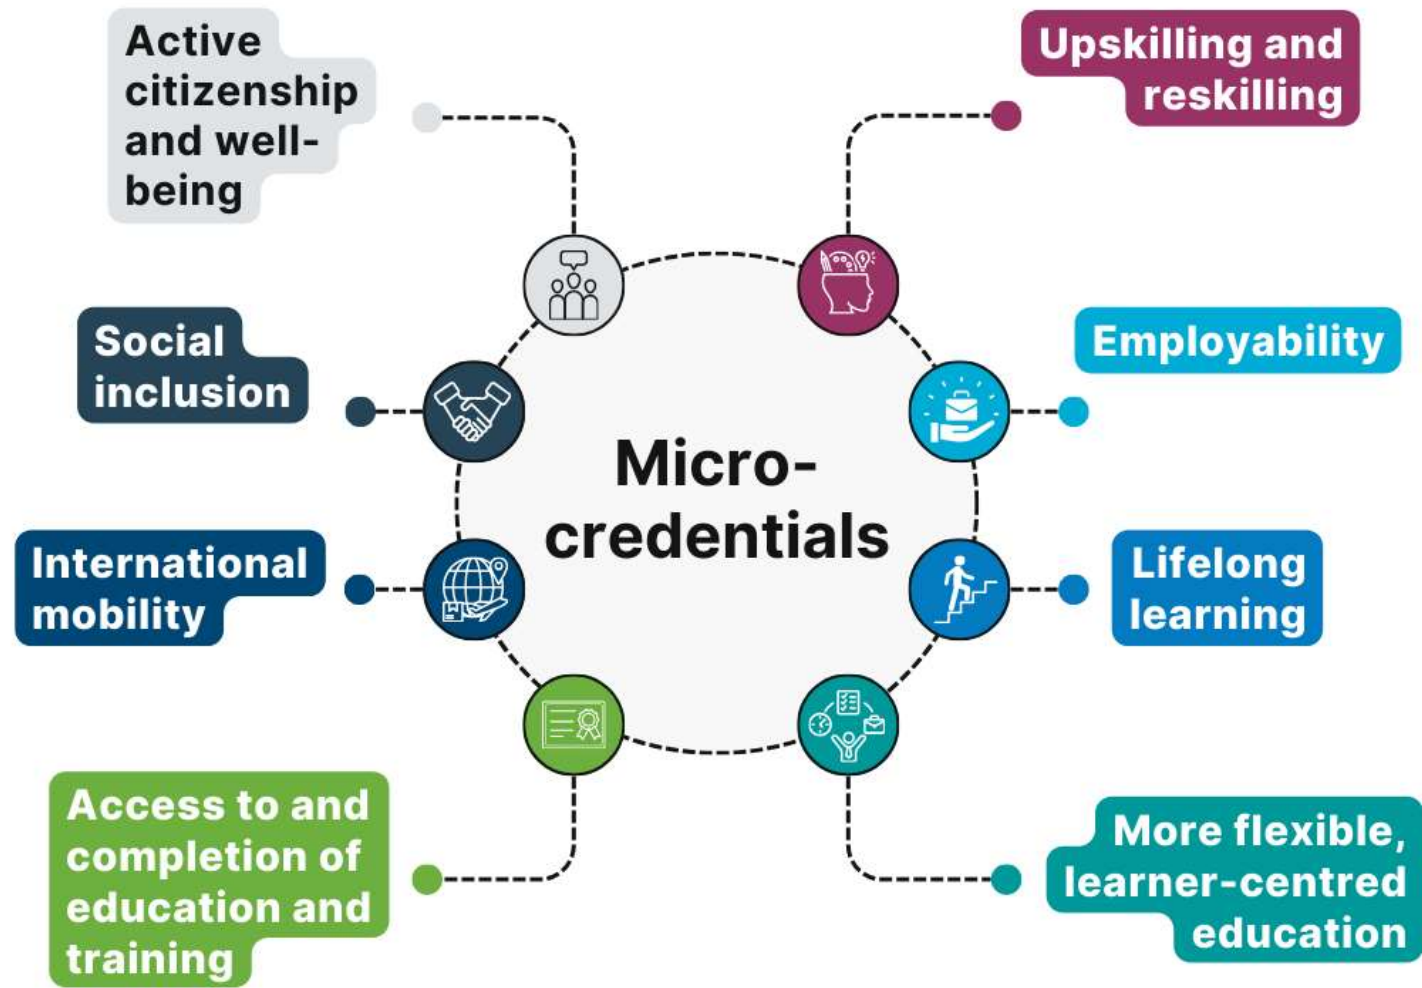 Active
citizenship
and well-
being
Upskilling and
reskilling
Social
inclusion
Employability
Micro-
credentials
International
mobility
Lifelong
learning
Access to and
completion of
education and
training
More flexible,
learner-centred
education